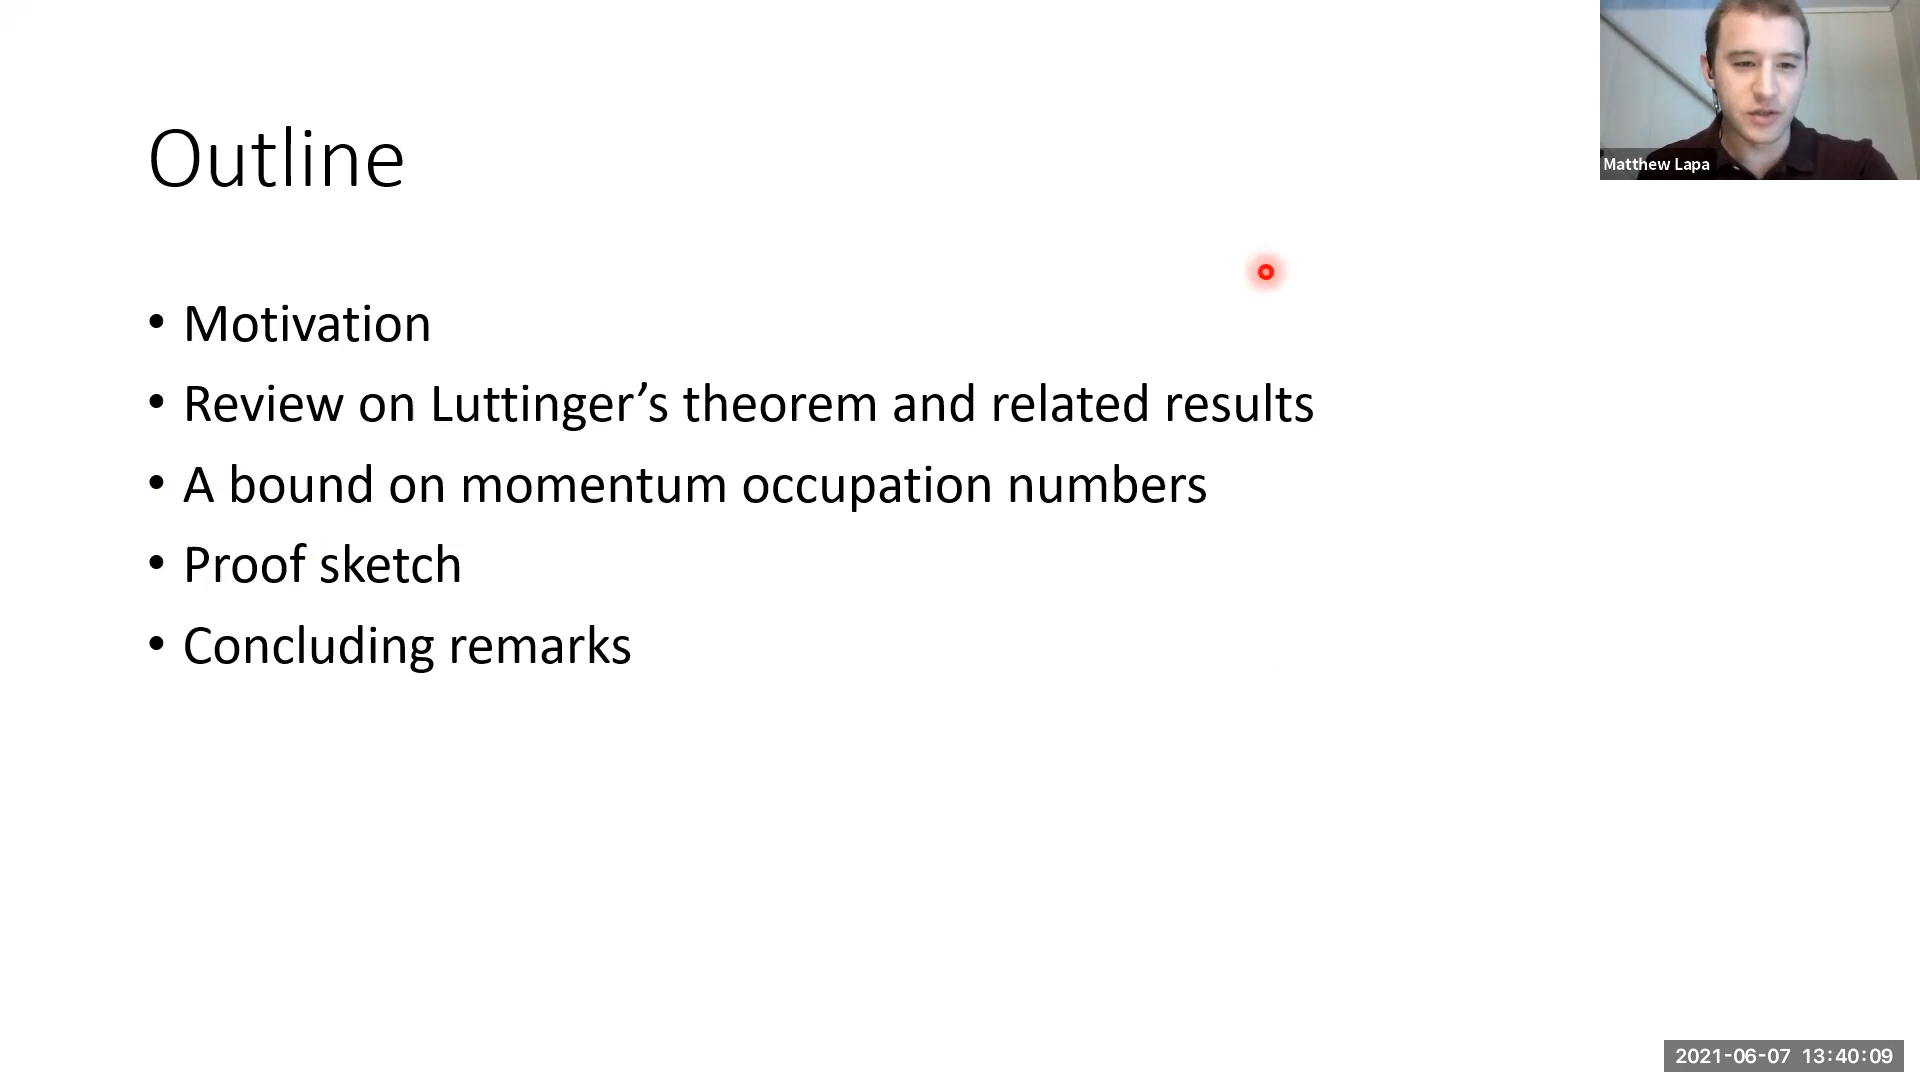 Outline
• Motivation
• Review on Luttinger’s theorem and related results
• A bound on momentum occupation numbers
• Proof sketch
• Concluding remarks
Matthew Lapa
2021-06-07 13:40:09